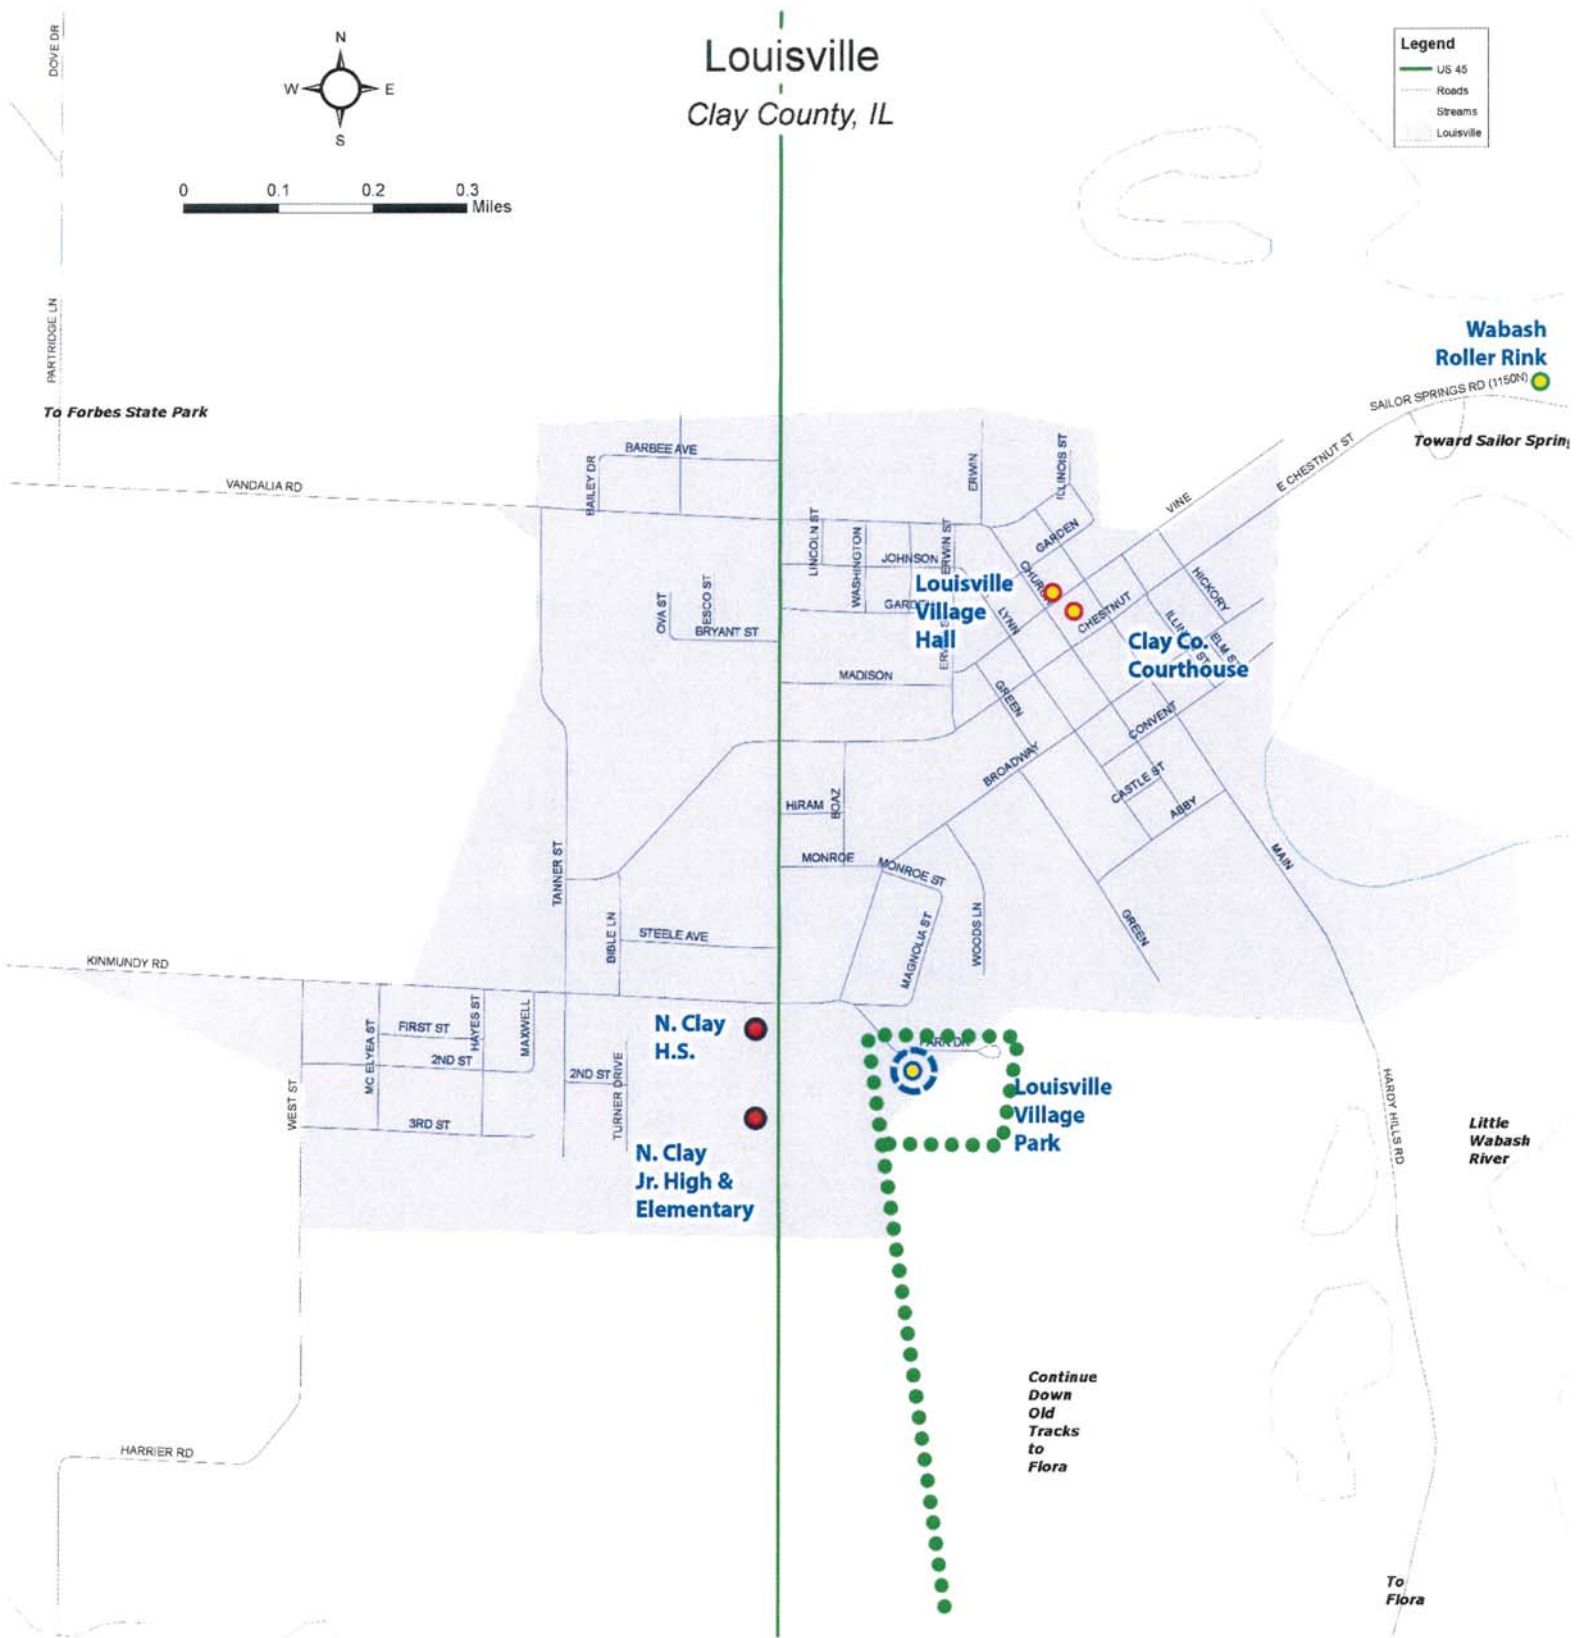 Louisville
Clay County, IL
N
W
E
S
0 0.1 0.2 0.3
Miles
Legend
US 45
Roads
Streams
Louisville
DOVE DR
PARTRIDGE LN
To Forbes State Park
VANDALIA RD
Wabash
Roller Rink
SAILOR SPRINGS RD (1150N)
Toward Sailor Spring
E CHESTNUT ST
VINE
BARBEE AVE
BAILEY DR
ERWIN
ILLINOIS ST
GARDEN
LINCOLN ST
WASHINGTON
JOHNSON
ERWIN ST
CHURCH
HICKORY
Louisville
Village
Hall
OVA ST
ESCO ST
BRYANT ST
LYNN
CHESTNUT
Clay Co.
Courthouse
ELM S
MADISON
GREEN
CONVENT
BROADWAY
CASTLE ST
ABBY
HIRAM
BOAZ
MONROE
MONROE ST
MAIN
TANNER ST
BIBLE LN
STEELE AVE
MAGNOLIA ST
WOODS LN
GREEN
KINMUNDY RD
WEST ST
MC ELYEA ST
FIRST ST
HAYES ST
MAXWELL
2ND ST
3RD ST
2ND ST
TURNER DRIVE
N. Clay
H.S.
PARK DR
Louisville
Village
Park
N. Clay
Jr. High &
Elementary
HARDY HILLS RD
Little
Wabash
River
Continue
Down
Old
Tracks
to
Flora
HARRIER RD
To
Flora